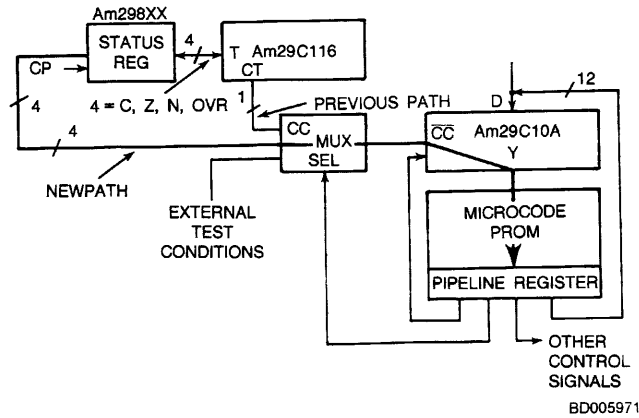 Am298XX
STATUS
REG
4
T
Am29C116
CT
CP
4
4 = C, Z, N, OVR
1
PREVIOUS PATH
12
D
4
CC
MUX
SEL
CC
Am29C10A
Y
NEWPATH
EXTERNAL
TEST
CONDITIONS
MICROCODE
PROM
PIPELINE REGISTER
OTHER
CONTROL
SIGNALS
BD005971